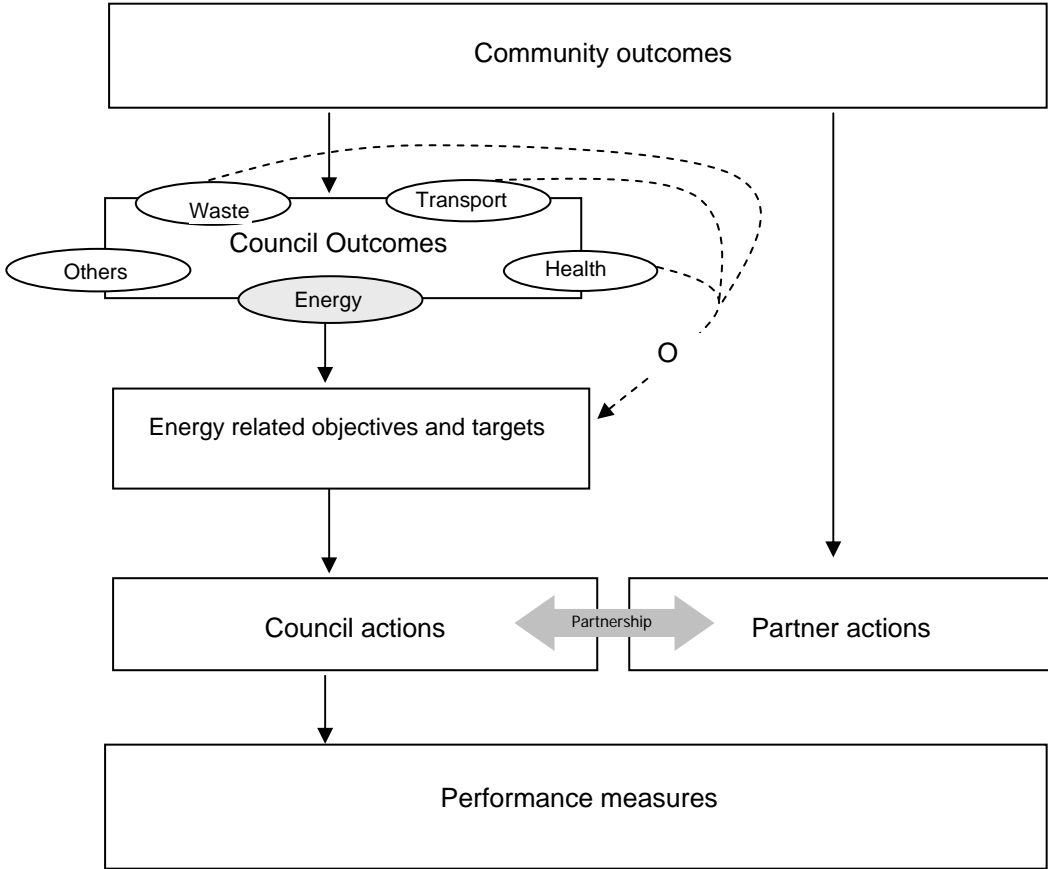 Community outcomes
Waste
Transport
Council Outcomes
Others
Health
Energy
O
Energy related objectives and targets
Council actions
Partnership
Partner actions
Performance measures